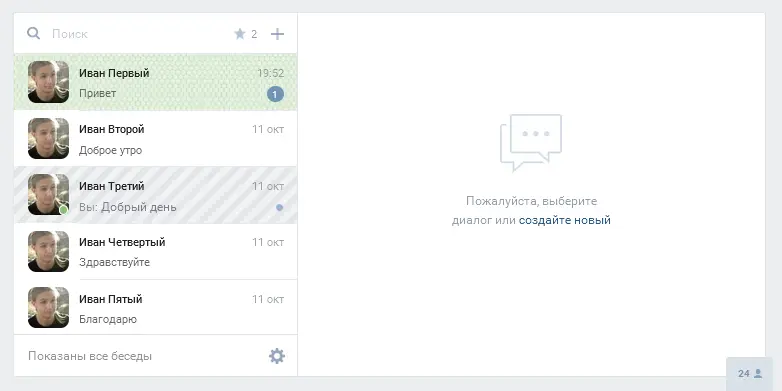 Поиск 2
Иван Первый 19:52
Привет 1
Иван Второй 11 окт
Доброе утро
Иван Третий 11 окт
Вы: Добрый день
Иван Четвертый 11 окт
Здравствуйте
Иван Пятый 11 окт
Благодарю
Показаны все беседы
Пожалуйста, выберите
диалог или создайте новый
24